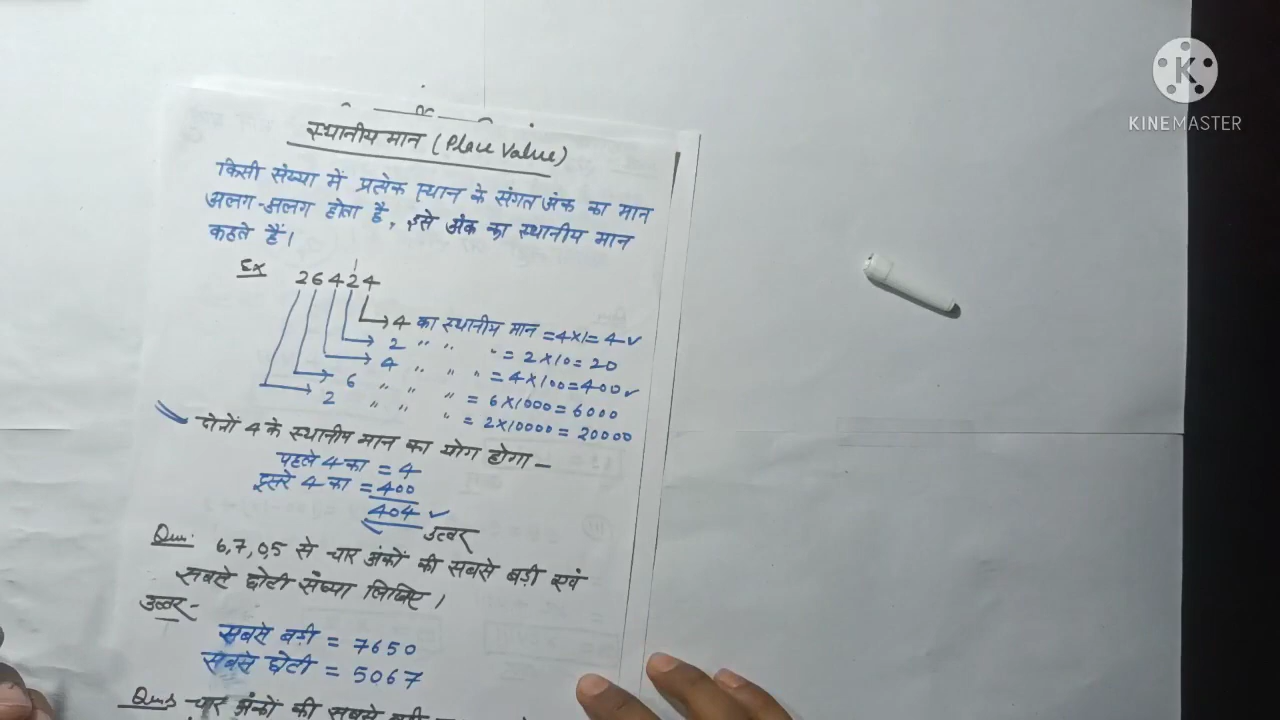 KINEMASTER
स्थानीय मान (Place Value)
किसी संख्या में प्रत्येक स्थान के संगत अंक का मान
अलग-अलग होता है, इसे अंक का स्थानीय मान
कहते हैं।
Ex 26424
4 का स्थानीय मान = 4×1 = 4 ✓
2 " " " = 2×10 = 20
4 " " " = 4×100 = 400 ✓
6 " " " = 6×1000 = 6000
2 " " " = 2×10000 = 20000
दोनों 4 के स्थानीय मान का योग होगा –
पहले 4 का = 4
दूसरे 4 का = 400
404 ✓
उत्तर
Qus. 6,7,0,5 से चार अंकों की सबसे बड़ी एवं
सबसे छोटी संख्या लिखिए।
उत्तर-
सबसे बड़ी = 7650
सबसे छोटी = 5067
चार अंकों की सबसे बड़ी